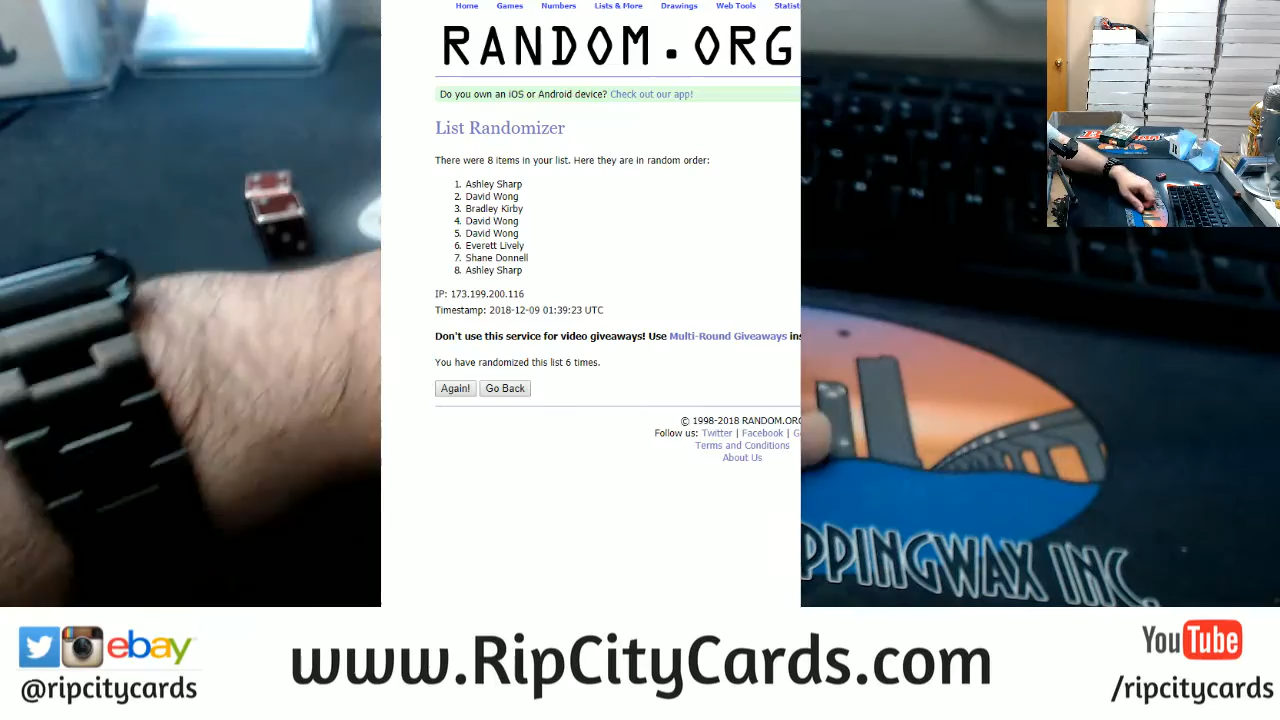 Home Games Numbers Lists & More Drawings Web Tools Statist
RANDOM.ORG
Do you own an iOS or Android device? Check out our app!
List Randomizer
There were 8 items in your list. Here they are in random order:
1. Ashley Sharp
2. David Wong
3. Bradley Kirby
4. David Wong
5. David Wong
6. Everett Lively
7. Shane Donnell
8. Ashley Sharp
IP: 173.199.200.116
Timestamp: 2018-12-09 01:39:23 UTC
Don't use this service for video giveaways! Use Multi-Round Giveaways ins
You have randomized this list 6 times.
Again! Go Back
© 1998-2018 RANDOM.ORG
Follow us: Twitter | Facebook | G
Terms and Conditions
About Us
PPINGWAX INC.
ebay
@ripcitycards
www.RipCityCards.com
YouTube
/ripcitycards